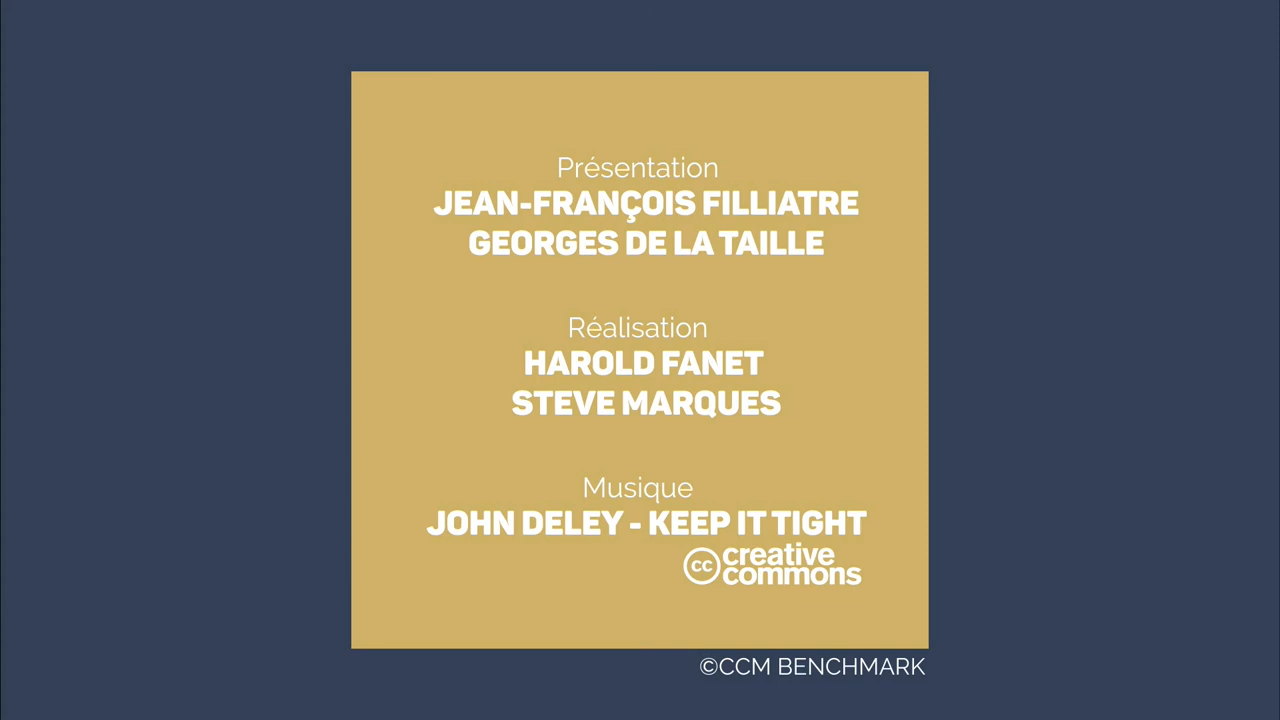 Présentation
JEAN-FRANÇOIS FILLIATRE
GEORGES DE LA TAILLE
Réalisation
HAROLD FANET
STEVE MARQUES
Musique
JOHN DELEY - KEEP IT TIGHT
cc creative
commons
©CCM BENCHMARK